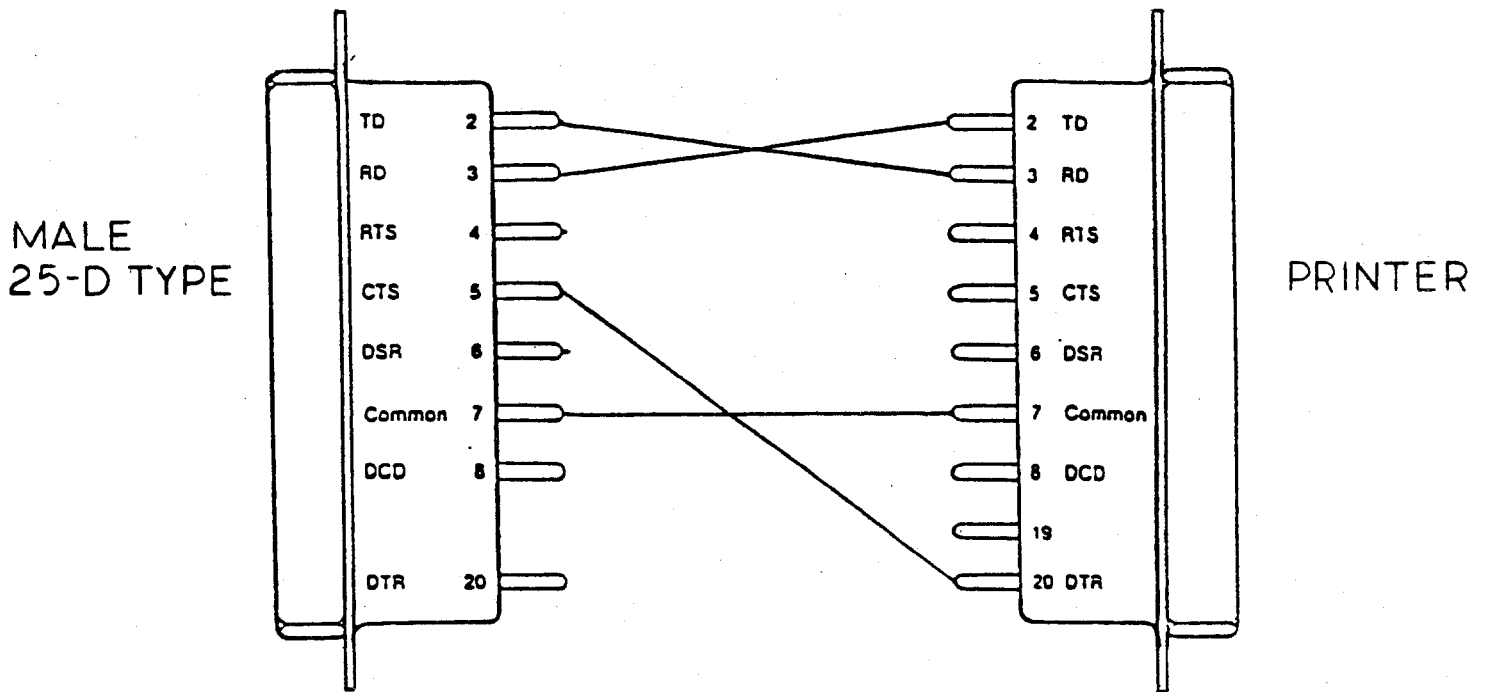 TD 2
2 TD
RD 3
3 RD
MALE
25-D TYPE
RTS 4
4 RTS
PRINTER
CTS 5
5 CTS
DSR 6
6 DSR
Common 7
7 Common
DCD 8
8 DCD
19
DTR 20
20 DTR